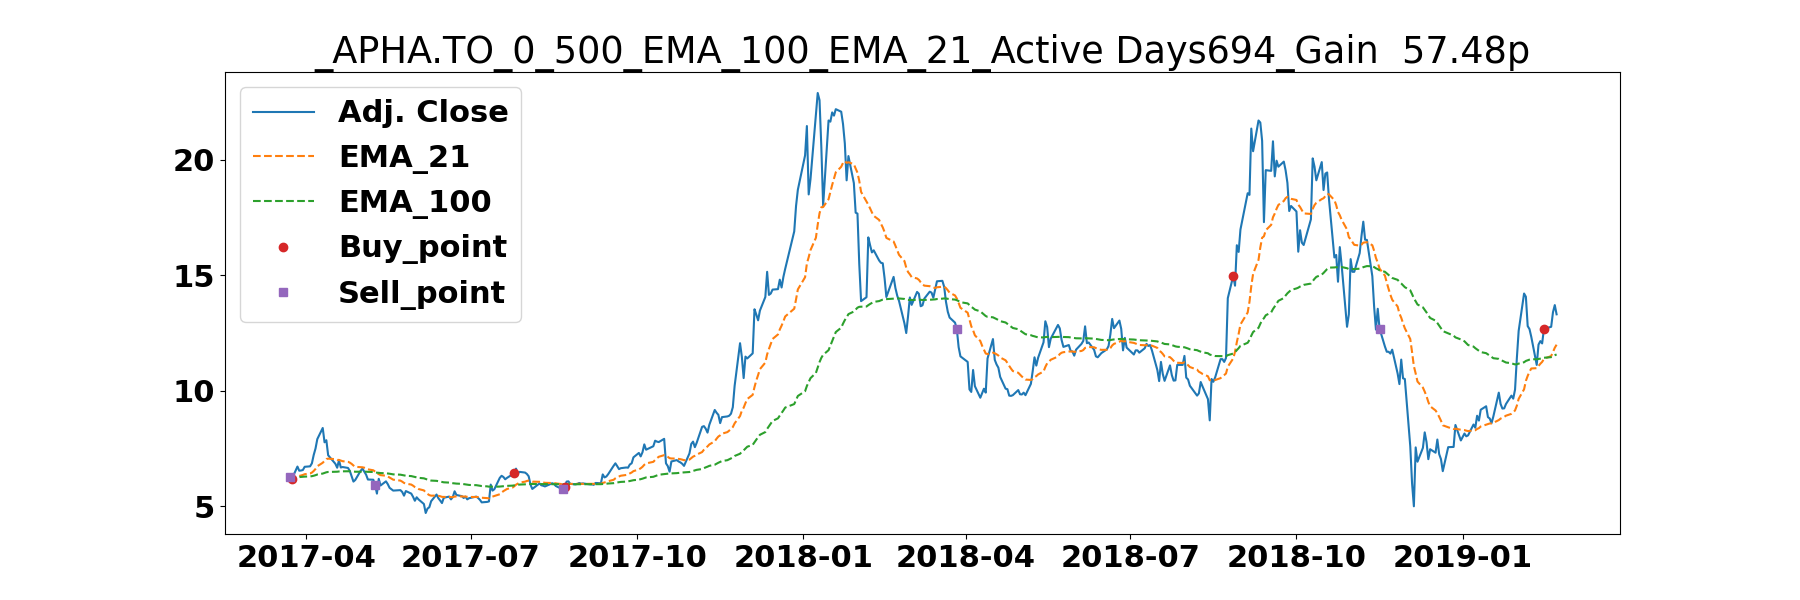 _APHA.TO_0_500_EMA_100_EMA_21_Active Days694_Gain  57.48p
Adj. Close
EMA_21
EMA_100
Buy_point
Sell_point
20
15
10
5
2017-04 2017-07 2017-10 2018-01 2018-04 2018-07 2018-10 2019-01